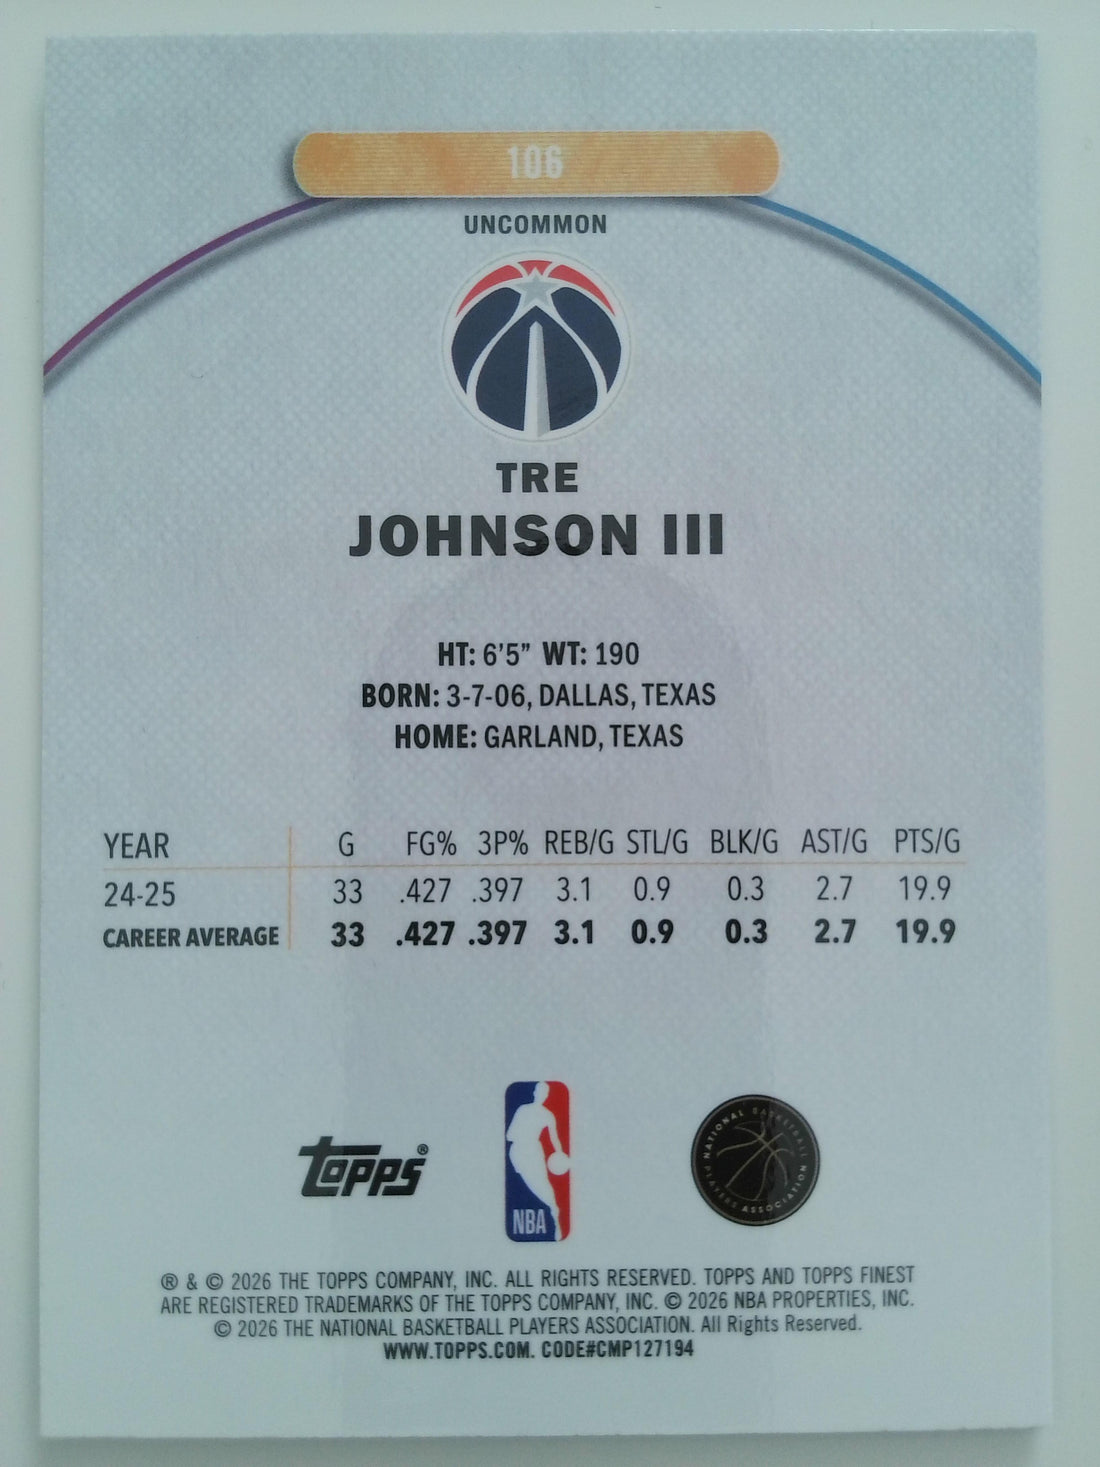 106
UNCOMMON
TRE
JOHNSON III
HT: 6'5" WT: 190
BORN: 3-7-06, DALLAS, TEXAS
HOME: GARLAND, TEXAS
YEAR G FG% 3P% REB/G STL/G BLK/G AST/G PTS/G
24-25 33 .427 .397 3.1 0.9 0.3 2.7 19.9
CAREER AVERAGE 33 .427 .397 3.1 0.9 0.3 2.7 19.9
topps®
NBA
NATIONAL BASKETBALL
PLAYERS ASSOCIATION
® & © 2026 THE TOPPS COMPANY, INC. ALL RIGHTS RESERVED. TOPPS AND TOPPS FINEST
ARE REGISTERED TRADEMARKS OF THE TOPPS COMPANY, INC. © 2026 NBA PROPERTIES, INC.
© 2026 THE NATIONAL BASKETBALL PLAYERS ASSOCIATION. All Rights Reserved.
WWW.TOPPS.COM. CODE#CMP127194